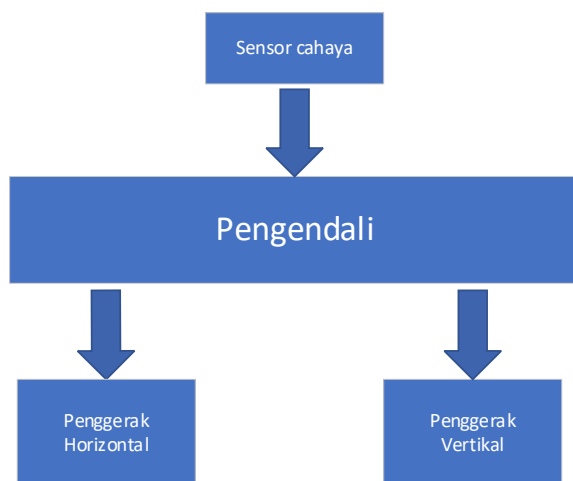 Sensor cahaya
Pengendali
Penggerak
Horizontal
Penggerak
Vertikal